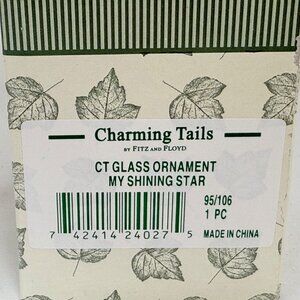 Charming Tails
BY FITZ AND FLOYD
CT GLASS ORNAMENT
MY SHINING STAR
95/106
1 PC
7 42414 24027 5 MADE IN CHINA